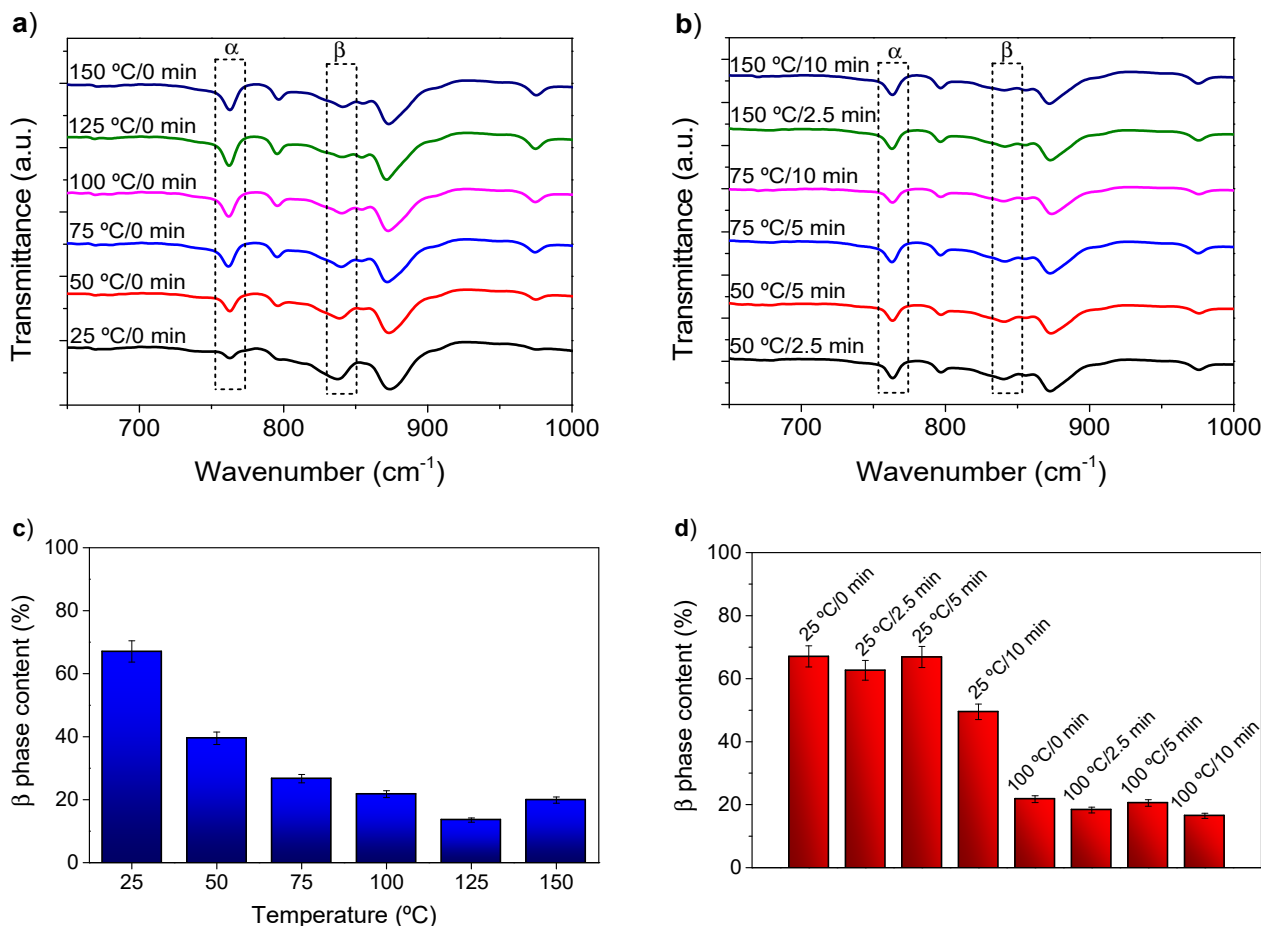 a)
α
β
150 ºC/0 min
125 ºC/0 min
100 ºC/0 min
75 ºC/0 min
50 ºC/0 min
25 ºC/0 min
Transmittance (a.u.)
700 800 900 1000
Wavenumber (cm⁻¹)
b)
α
β
150 ºC/10 min
150 ºC/2.5 min
75 ºC/10 min
75 ºC/5 min
50 ºC/5 min
50 ºC/2.5 min
Transmittance (a.u.)
700 800 900 1000
Wavenumber (cm⁻¹)
c)
100
80
60
40
20
0
β phase content (%)
25 50 75 100 125 150
Temperature (ºC)
d)
100
80
60
40
20
0
β phase content (%)
25 ºC/0 min
25 ºC/2.5 min
25 ºC/5 min
25 ºC/10 min
100 ºC/0 min
100 ºC/2.5 min
100 ºC/5 min
100 ºC/10 min